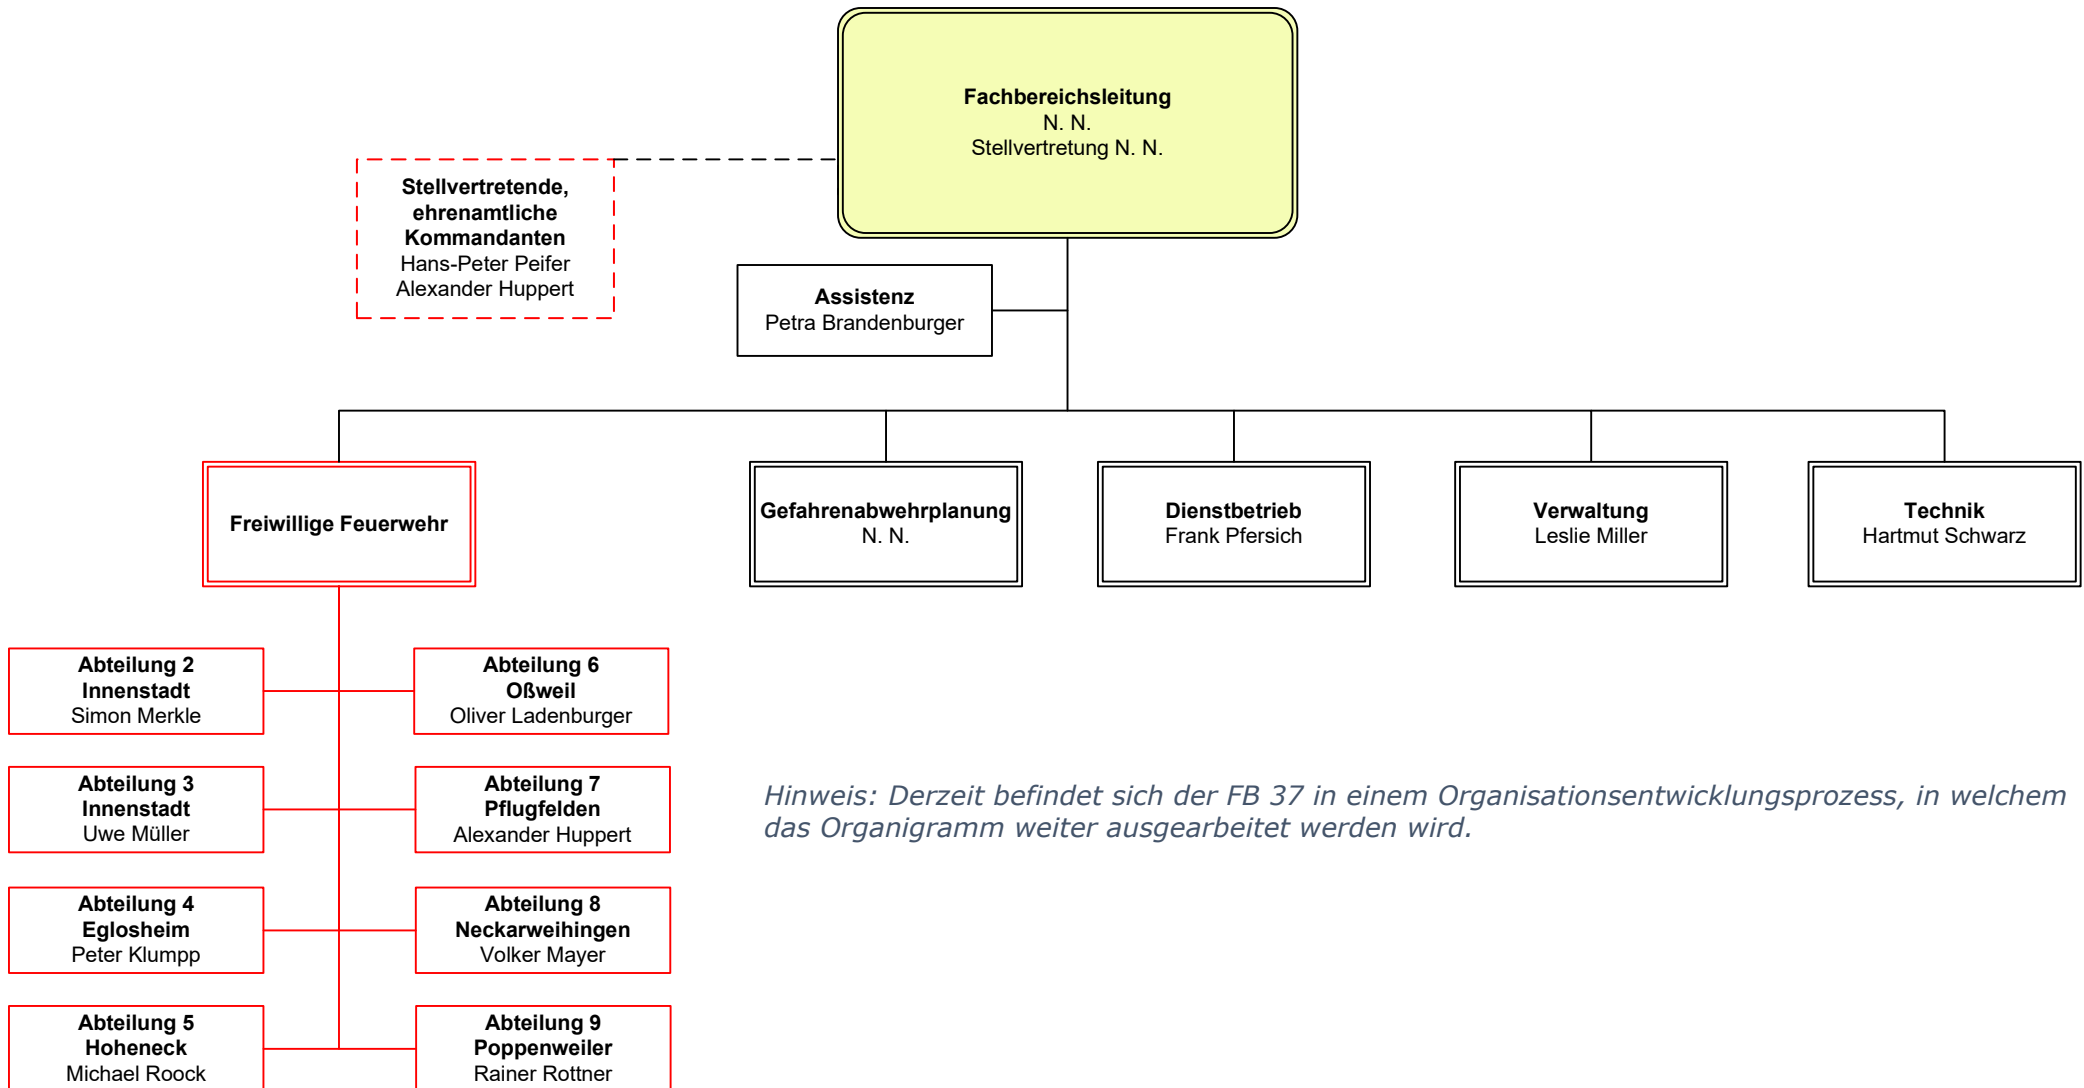 Fachbereichsleitung
N. N.
Stellvertretung N. N.
Stellvertretende,
ehrenamtliche
Kommandanten
Hans-Peter Peifer
Alexander Huppert
Assistenz
Petra Brandenburger
Freiwillige Feuerwehr
Gefahrenabwehrplanung
N. N.
Dienstbetrieb
Frank Pfersich
Verwaltung
Leslie Miller
Technik
Hartmut Schwarz
Abteilung 2
Innenstadt
Simon Merkle
Abteilung 6
Oßweil
Oliver Ladenburger
Abteilung 3
Innenstadt
Uwe Müller
Abteilung 7
Pflugfelden
Alexander Huppert
Hinweis: Derzeit befindet sich der FB 37 in einem Organisationsentwicklungsprozess, in welchem
das Organigramm weiter ausgearbeitet werden wird.
Abteilung 4
Eglosheim
Peter Klumpp
Abteilung 8
Neckarweihingen
Volker Mayer
Abteilung 5
Hoheneck
Michael Roock
Abteilung 9
Poppenweiler
Rainer Rottner